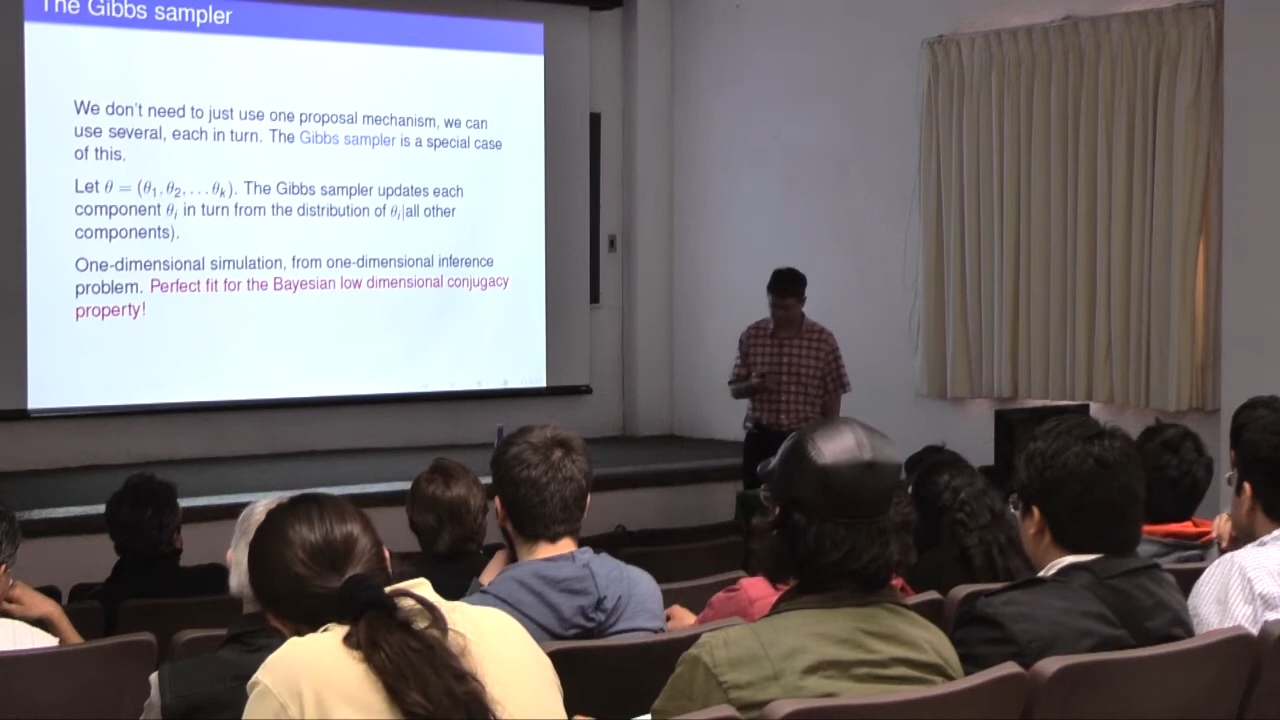 The Gibbs sampler
We don't need to just use one proposal mechanism, we can
use several, each in turn. The Gibbs sampler is a special case
of this.
Let θ = (θ₁, θ₂, … θₖ). The Gibbs sampler updates each
component θᵢ in turn from the distribution of θᵢ|all other
components).
One-dimensional simulation, from one-dimensional inference
problem. Perfect fit for the Bayesian low dimensional conjugacy
property!